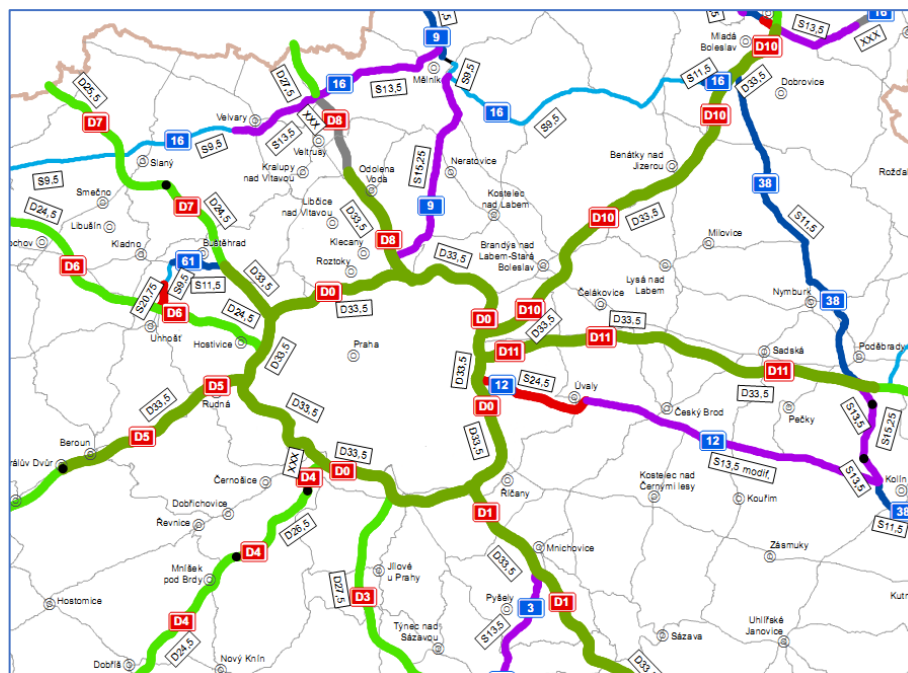 9
S13,5
16
XXX
Mladá
Boleslav
D10
D25,5
D27,5
16
Mělník
S9,5
S13,5
S11,5
16
D33,5
Dobrovice
D7
Velvary
XXX
D8
S13,5
Veltrusy
16
S9,5
D10
16
S9,5
Slaný
Kralupy
nad Vltavou
Odolena
Voda
S15,25
Neratovice
Benátky nad
Jizerou
S9,5
38
Smečno
D7
D24,5
Libčice
nad Vltavou
9
Kostelec
nad Labem
D10
D33,5
D24,5
Libušín
D33,5
Klecany
D8
S11,5
Kladno
Buštěhrad
Roztoky
D33,5
Brandýs nad
Labem-Stará
Boleslav
Milovice
D6
61
S9,5
S11,5
D33,5
Lysá nad
Labem
S20,75
D0
D33,5
D10
Čelákovice
Nymburk
38
D6
D24,5
D0
D33,5
D33,5
Unhošť
Hostivice
D33,5
Praha
D11
D11
Sadská
Poděbrady
D33,5
D11
D5
Rudná
12
S24,5
Úvaly
D33,5
D33,5
D33,5
D0
Český Brod
Pečky
S13,5
S15,25
D5
Beroun
D33,5
12
S13,5 modif.
D33,5
XXX
D4
D0
Černošice
Říčany
Kostelec nad
Černými lesy
Kouřim
S13,5
Kolín
Dobřichovice
Řevnice
D26,5
D1
38
S11,5
D4
Mnichovice
Zásmuky
Mníšek
pod Brdy
Jílové
u Prahy
D33,5
Hostomice
D27,5
D3
Pyšely
3
D1
D4
D24,5
Týnec nad
Sázavou
S13,5
Sázava
Uhlířské
Janovice
Dobříš
Nový Knín